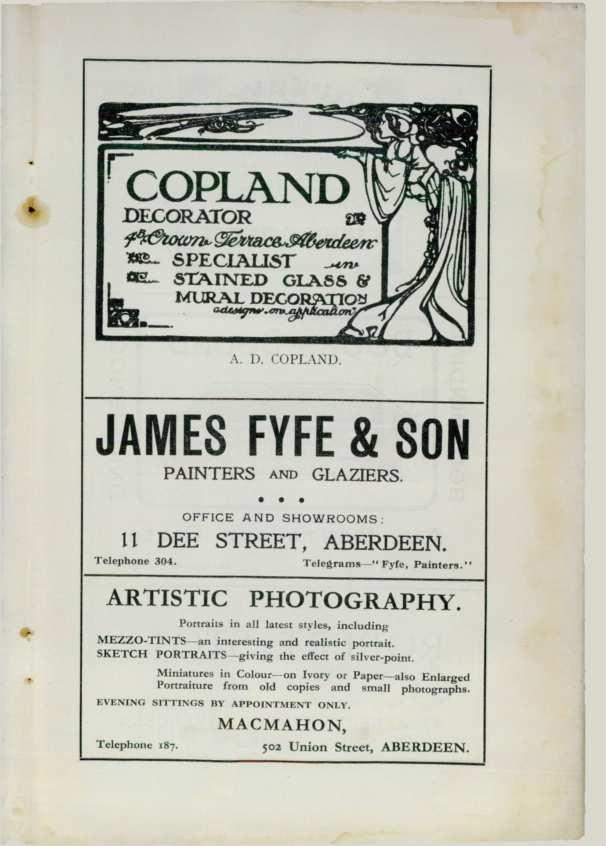 COPLAND
DECORATOR
4B Crown Terrace Aberdeen
SPECIALIST in
STAINED GLASS &
MURAL DECORATION
designs on application
A. D. COPLAND.
JAMES FYFE & SON
PAINTERS AND GLAZIERS.
OFFICE AND SHOWROOMS:
11 DEE STREET, ABERDEEN.
Telephone 304. Telegrams—"Fyfe, Painters."
ARTISTIC PHOTOGRAPHY.
Portraits in all latest styles, including
MEZZO-TINTS—an interesting and realistic portrait.
SKETCH PORTRAITS—giving the effect of silver-point.
Miniatures in Colour—on Ivory or Paper—also Enlarged
Portraiture from old copies and small photographs.
EVENING SITTINGS BY APPOINTMENT ONLY.
MACMAHON,
Telephone 187. 502 Union Street, ABERDEEN.